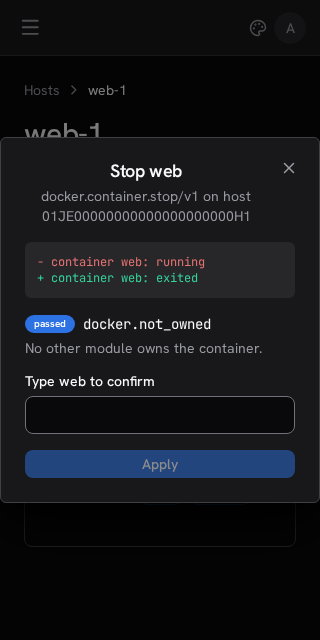 A
Hosts > web-1
web-1
Stop web
docker.container.stop/v1 on host
01JE00000000000000000000H1
- container web: running
+ container web: exited
passed docker.not_owned
No other module owns the container.
Type web to confirm
Apply